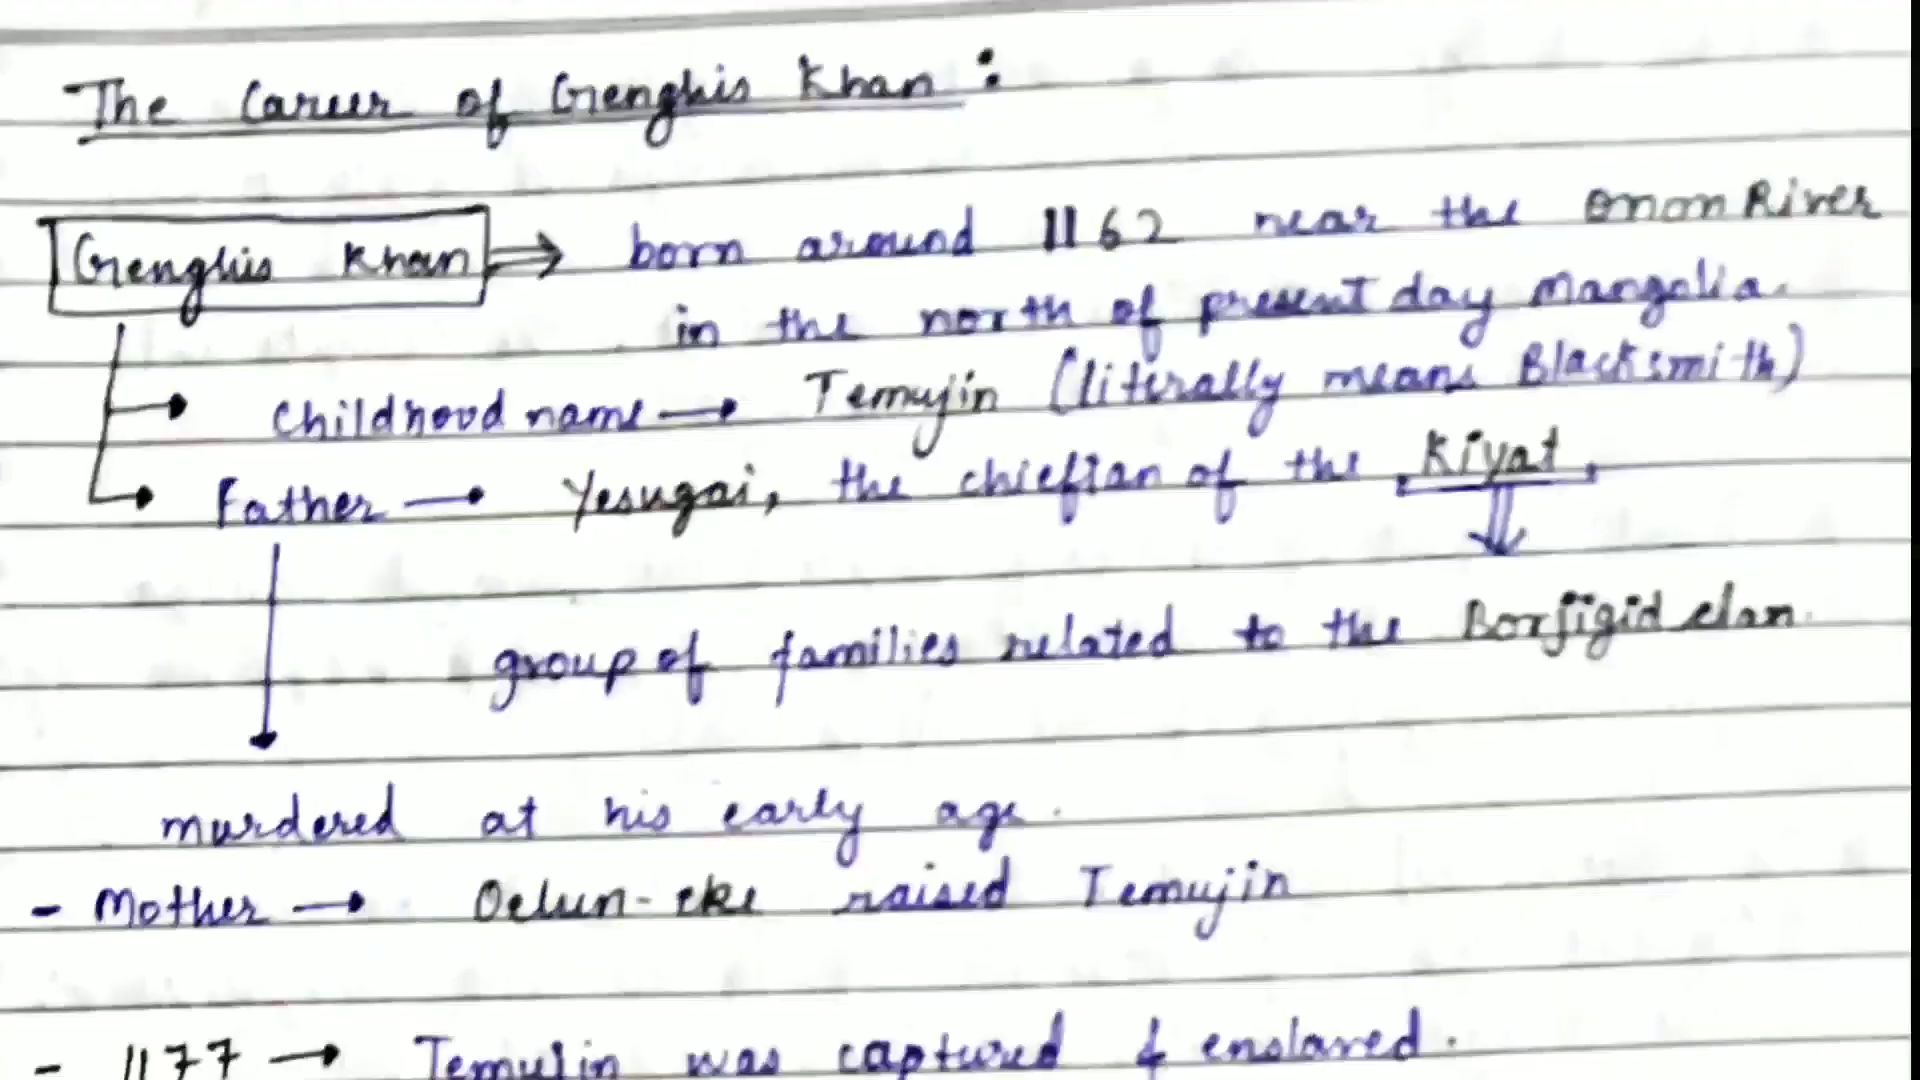 The Career of Genghis Khan :
Genghis Khan ⇒ born around 1162 near the Onon River
in the north of present day Mangolia.
Childhood name → Temujin (literally means Blacksmith)
Father → Yesugai, the chieftian of the Kiyat.
group of families related to the Borjigid clan.
murdered at his early age.
- Mother → Oelun-eke raised Temujin
- 1177 → Temujin was captured & enslaved.